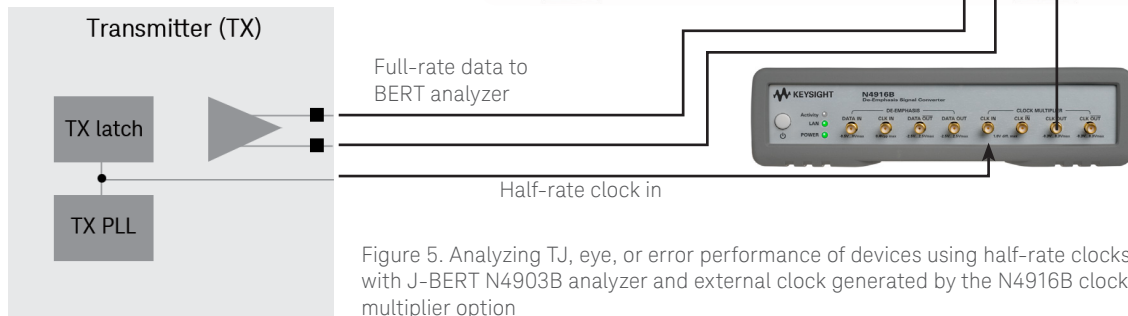 Transmitter (TX)
Full-rate data to
BERT analyzer
TX latch
TX PLL
Half-rate clock in
KEYSIGHT
N4916B
De-Emphasis Signal Converter
Activity
LAN
POWER
DE-EMPHASIS
DATA IN CLK IN DATA OUT DATA OUT
CLOCK MULTIPLIER
CLK IN CLK IN CLK OUT CLK OUT
Figure 5. Analyzing TJ, eye, or error performance of devices using half-rate clocks
with J-BERT N4903B analyzer and external clock generated by the N4916B clock
multiplier option